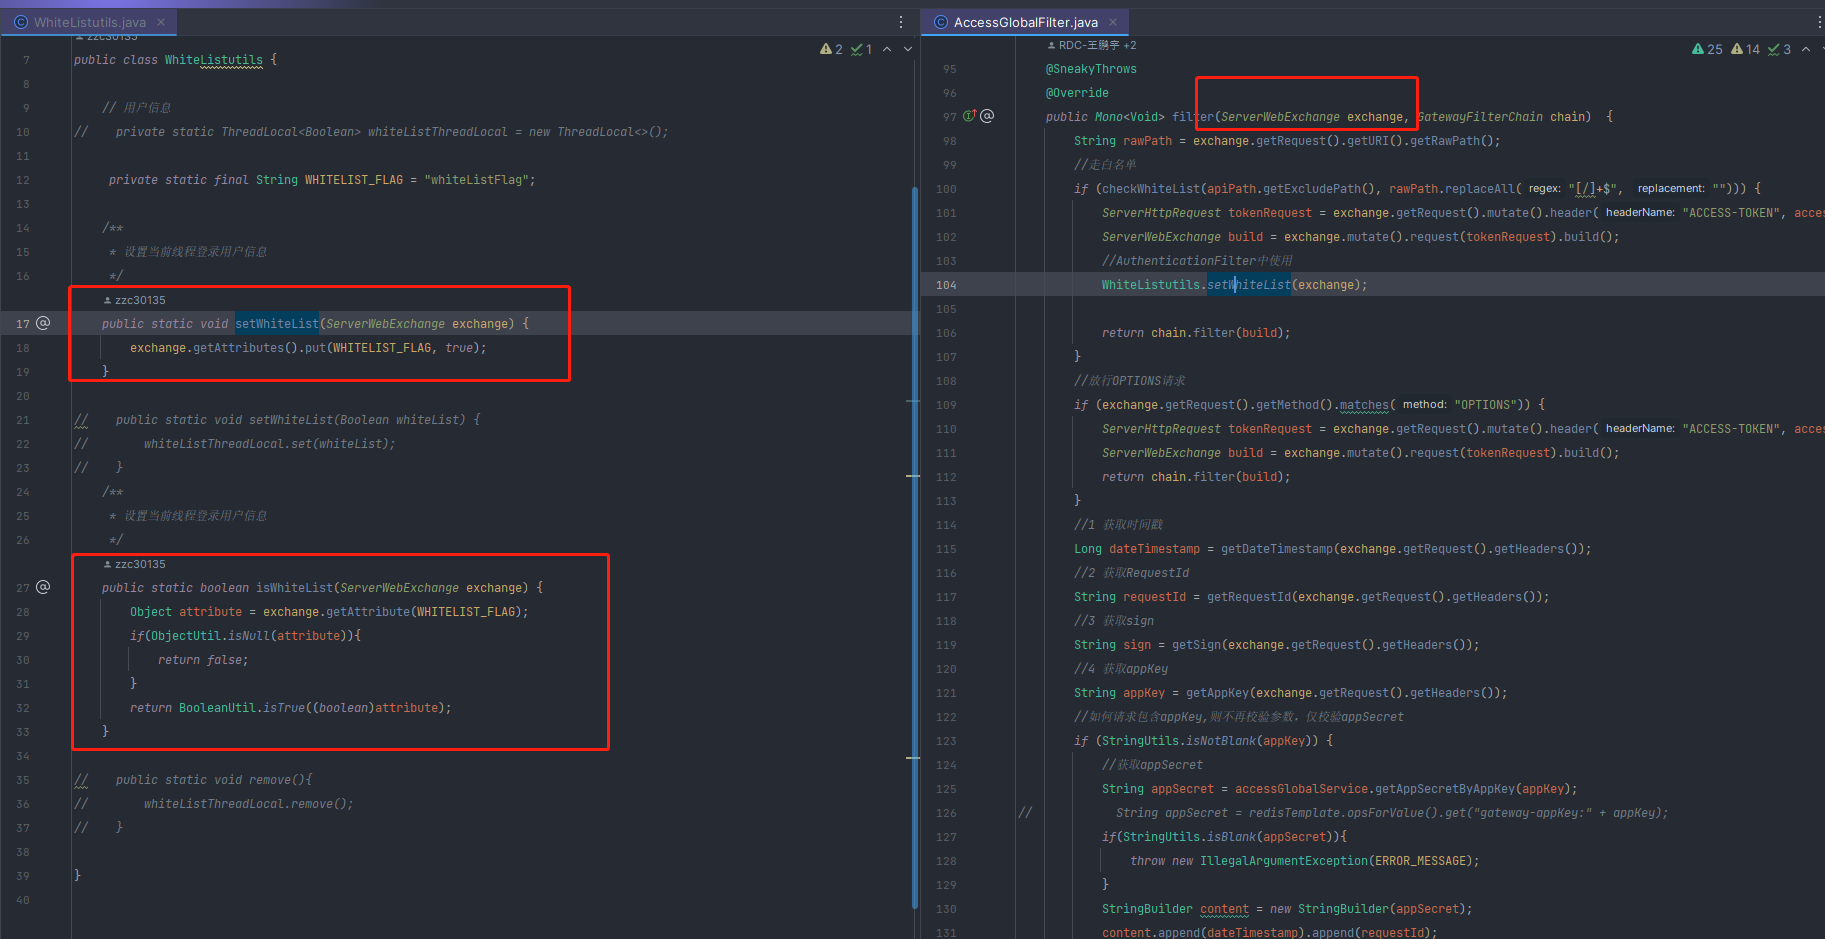 WhiteListutils.java
zzc30135
2
1
7 public class WhiteListutils {
8
9 // 用户信息
10 // private static ThreadLocal<Boolean> whiteListThreadLocal = new ThreadLocal<>();
11
12 private static final String WHITELIST_FLAG = "whiteListFlag";
13
14 /**
15 * 设置当前线程登录用户信息
16 */
zzc30135
17 public static void setWhiteList(ServerWebExchange exchange) {
18 exchange.getAttributes().put(WHITELIST_FLAG, true);
19 }
20
21 // public static void setWhiteList(Boolean whiteList) {
22 // whiteListThreadLocal.set(whiteList);
23 // }
24 /**
25 * 设置当前线程登录用户信息
26 */
zzc30135
27 public static boolean isWhiteList(ServerWebExchange exchange) {
28 Object attribute = exchange.getAttribute(WHITELIST_FLAG);
29 if(ObjectUtil.isNull(attribute)){
30 return false;
31 }
32 return BooleanUtil.isTrue((boolean)attribute);
33 }
34
35 // public static void remove(){
36 // whiteListThreadLocal.remove();
37 // }
38
39 }
40
AccessGlobalFilter.java
RDC-王鹏宇 +2
25
14
3
95 @SneakyThrows
96 @Override
97 public Mono<Void> filter(ServerWebExchange exchange, GatewayFilterChain chain) {
98 String rawPath = exchange.getRequest().getURI().getRawPath();
99 //走白名单
100 if (checkWhiteList(apiPath.getExcludePath(), rawPath.replaceAll( regex: "[/]+$", replacement: ""))) {
101 ServerHttpRequest tokenRequest = exchange.getRequest().mutate().header( headerName: "ACCESS-TOKEN", acces
102 ServerWebExchange build = exchange.mutate().request(tokenRequest).build();
103 //AuthenticationFilter中使用
104 WhiteListutils.setWhiteList(exchange);
105
106 return chain.filter(build);
107 }
108 //放行OPTIONS请求
109 if (exchange.getRequest().getMethod().matches( method: "OPTIONS")) {
110 ServerHttpRequest tokenRequest = exchange.getRequest().mutate().header( headerName: "ACCESS-TOKEN", acces
111 ServerWebExchange build = exchange.mutate().request(tokenRequest).build();
112 return chain.filter(build);
113 }
114 //1 获取时间戳
115 Long dateTimestamp = getDateTimestamp(exchange.getRequest().getHeaders());
116 //2 获取RequestId
117 String requestId = getRequestId(exchange.getRequest().getHeaders());
118 //3 获取sign
119 String sign = getSign(exchange.getRequest().getHeaders());
120 //4 获取appKey
121 String appKey = getAppKey(exchange.getRequest().getHeaders());
122 //如何请求包含appKey,则不再校验参数. 仅校验appSecret
123 if (StringUtils.isNotBlank(appKey)) {
124 //获取appSecret
125 String appSecret = accessGlobalService.getAppSecretByAppKey(appKey);
126 // String appSecret = redisTemplate.opsForValue().get("gateway-appKey:" + appKey);
127 if(StringUtils.isBlank(appSecret)){
128 throw new IllegalArgumentException(ERROR_MESSAGE);
129 }
130 StringBuilder content = new StringBuilder(appSecret);
131 content.append(dateTimestamp).append(requestId);